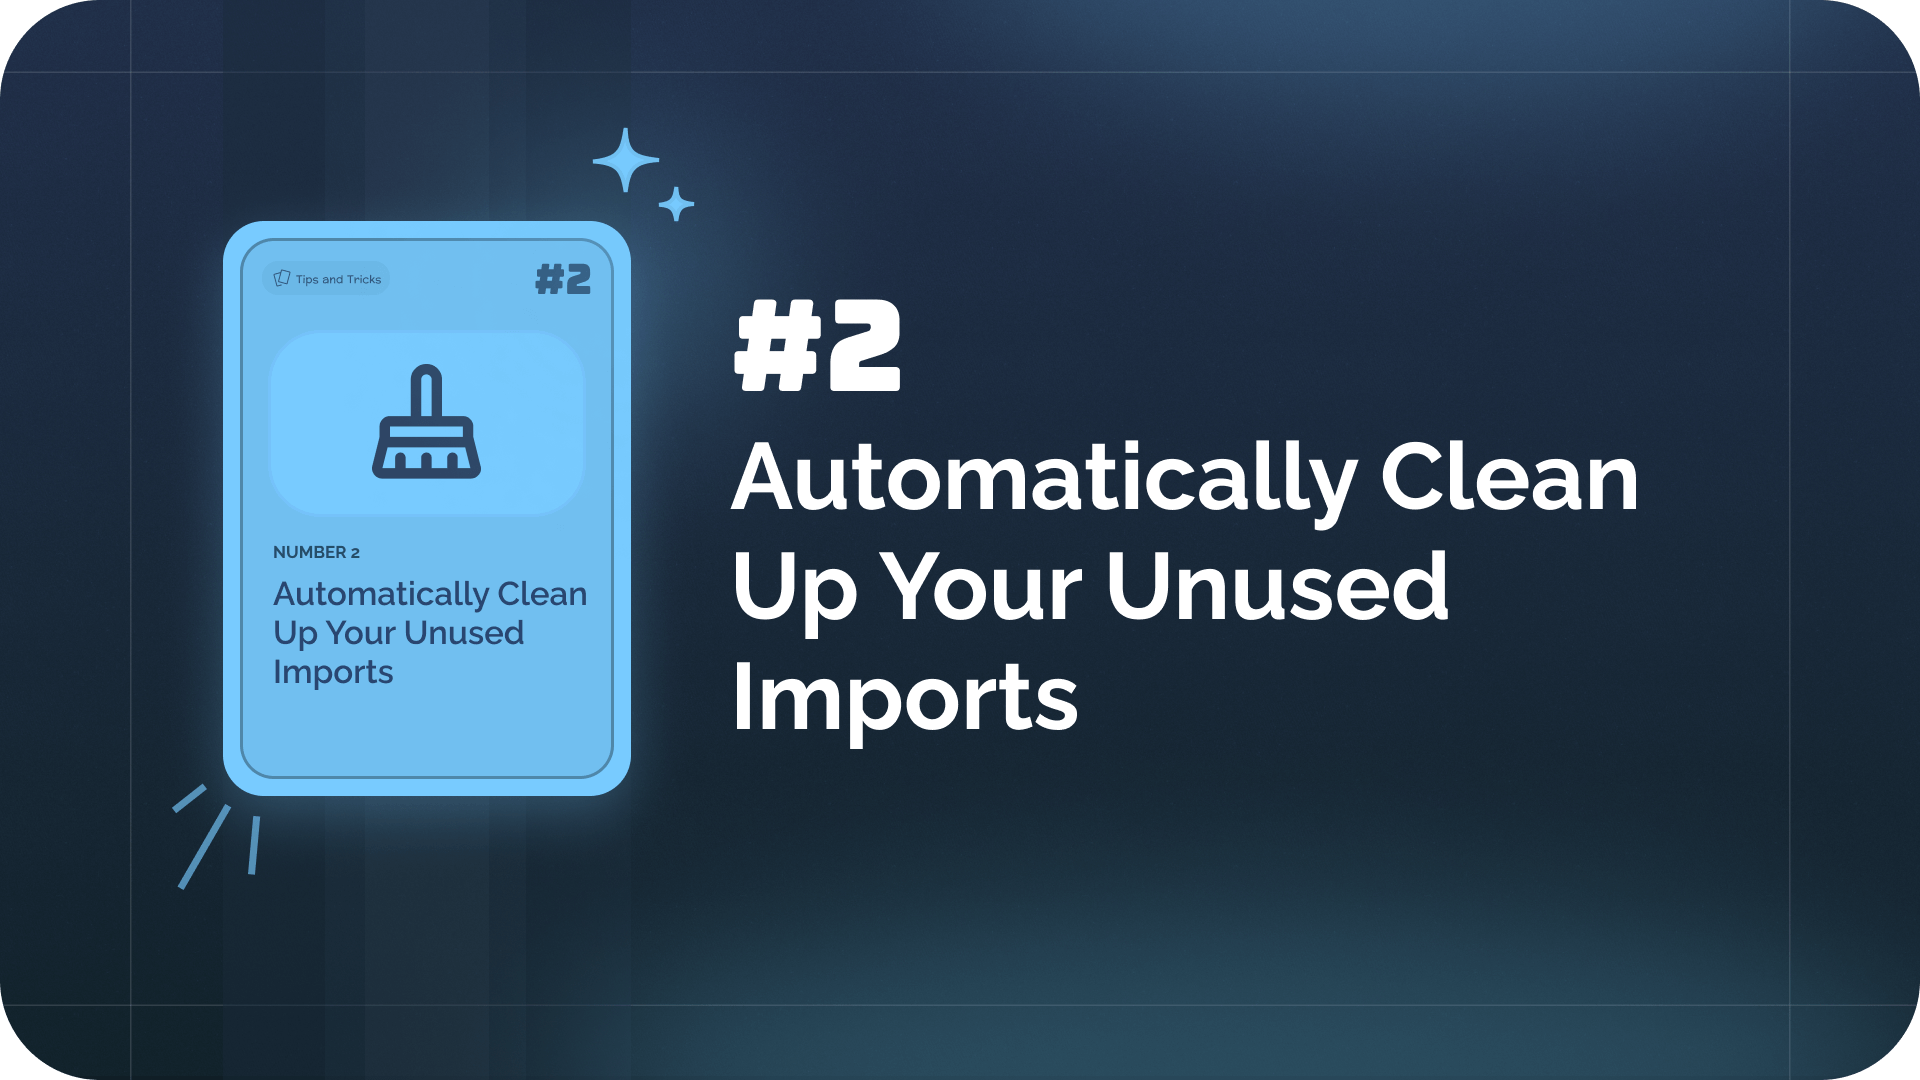 Tips and Tricks
#2
NUMBER 2
Automatically Clean
Up Your Unused
Imports
#2
Automatically Clean
Up Your Unused
Imports